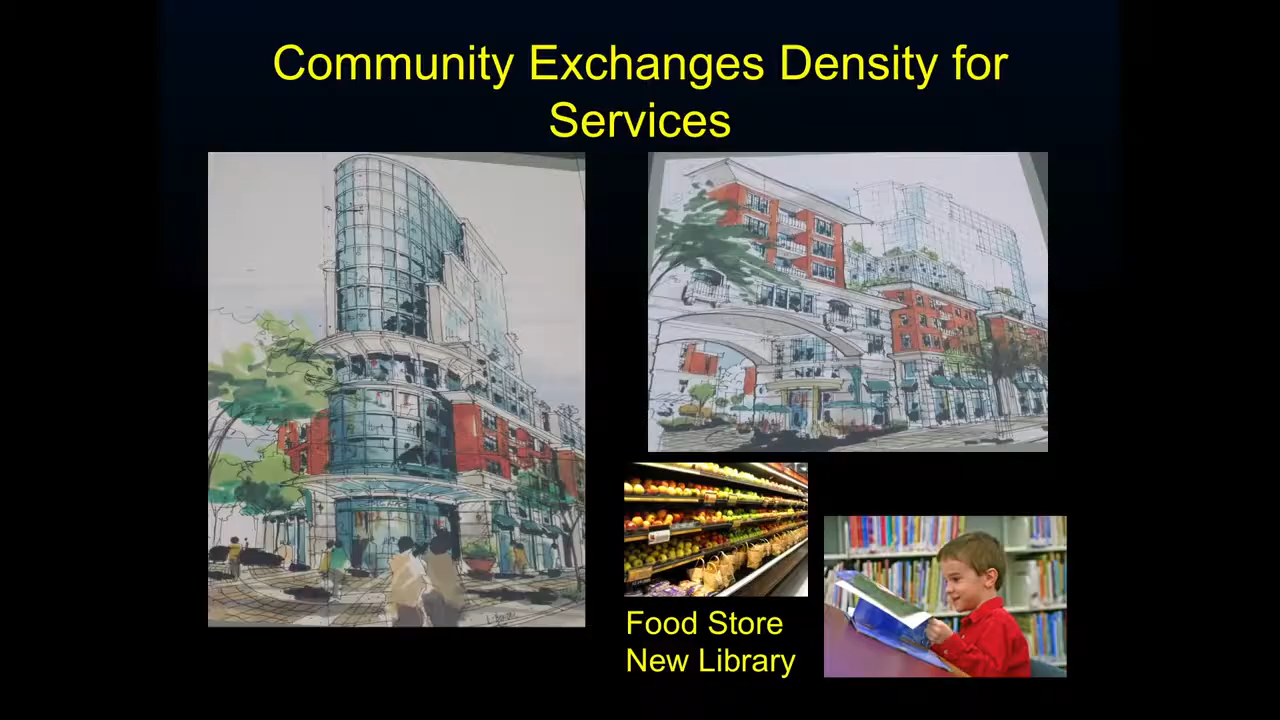 Community Exchanges Density for
Services
Food Store
New Library